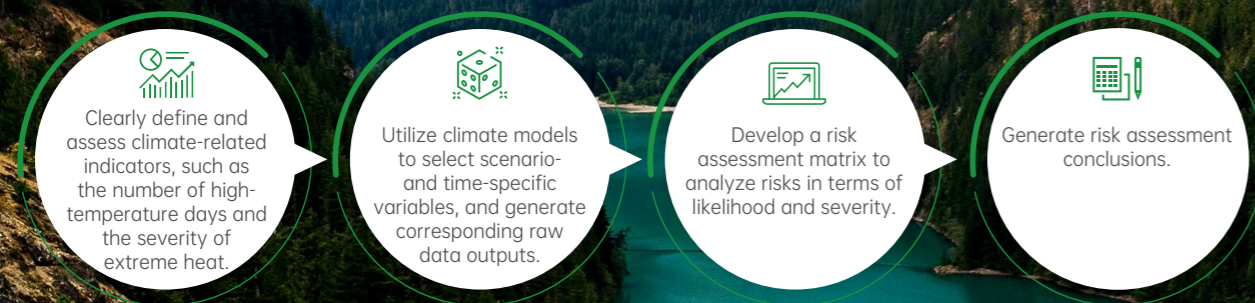 Clearly define and
assess climate-related
indicators, such as
the number of high-
temperature days and
the severity of
extreme heat.
Utilize climate models
to select scenario-
and time-specific
variables, and generate
corresponding raw
data outputs.
Develop a risk
assessment matrix to
analyze risks in terms of
likelihood and severity.
Generate risk assessment
conclusions.